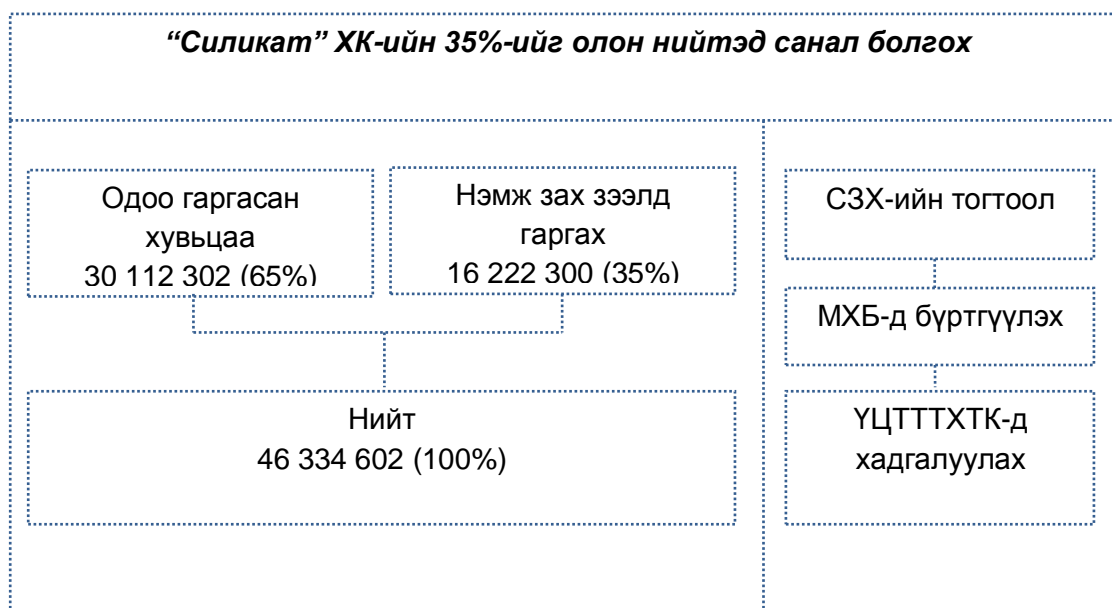 “Силикат” ХК-ийн 35%-ийг олон нийтэд санал болгох
Одоо гаргасан
хувьцаа
30 112 302 (65%)
Нэмж зах зээлд
гаргах
16 222 300 (35%)
Нийт
46 334 602 (100%)
СЗХ-ийн тогтоол
МХБ-д бүртгүүлэх
ҮЦТТТХТК-д
хадгалуулах